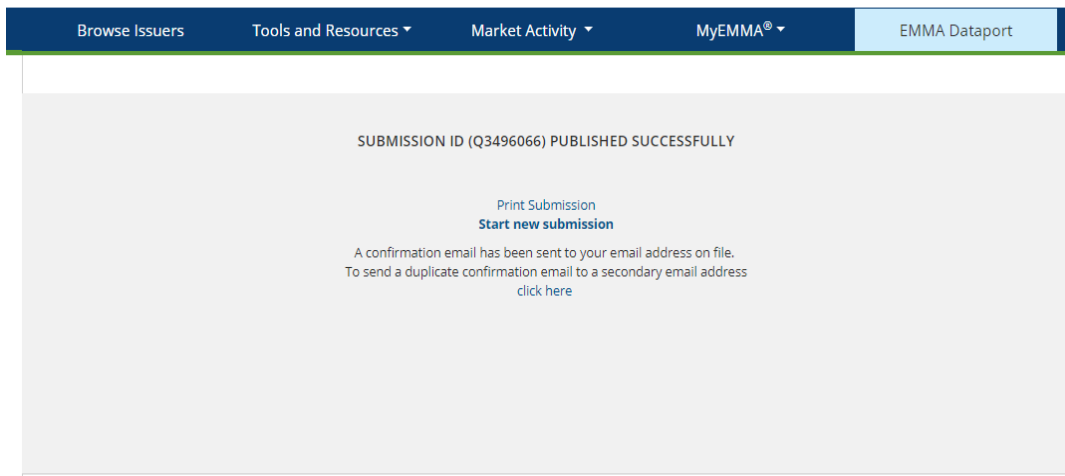 Browse Issuers Tools and Resources Market Activity MyEMMA® EMMA Dataport
SUBMISSION ID (Q3496066) PUBLISHED SUCCESSFULLY
Print Submission
Start new submission
A confirmation email has been sent to your email address on file.
To send a duplicate confirmation email to a secondary email address
click here